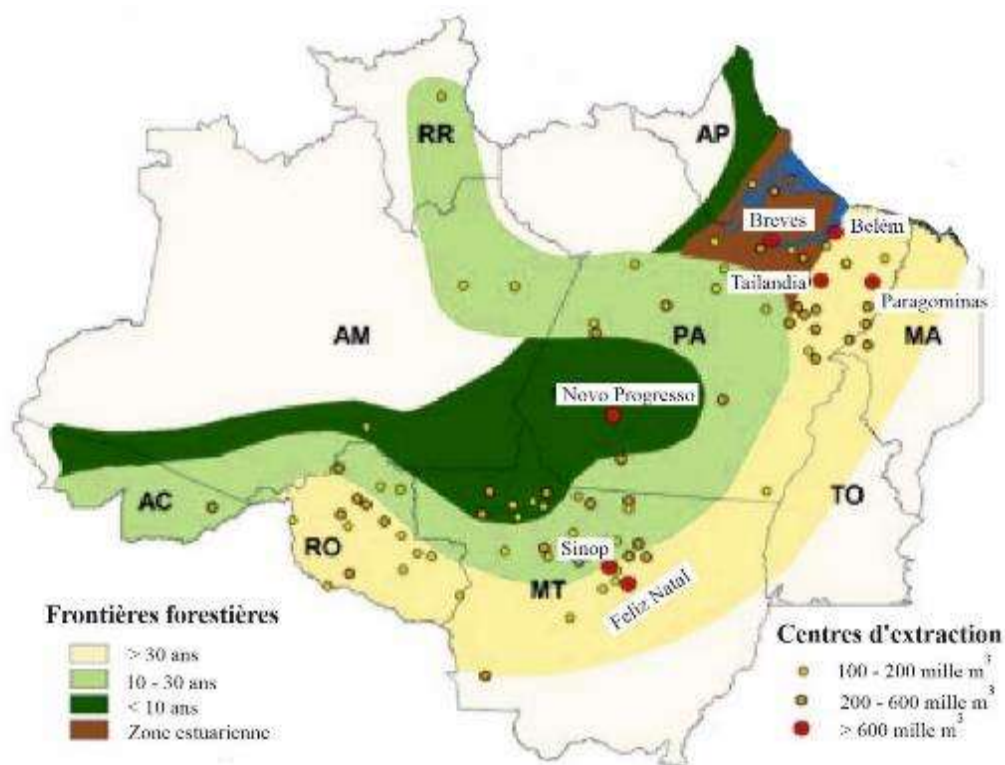 RR
AP
Breves
Belém
Tailandia
Paragominas
AM
PA
MA
Novo Progresso
AC
TO
RO
Sinop
MT
Feliz Natal
Frontières forestières
> 30 ans
10 - 30 ans
< 10 ans
Zone estuarienne
Centres d'extraction
100 - 200 mille m³
200 - 600 mille m³
> 600 mille m³